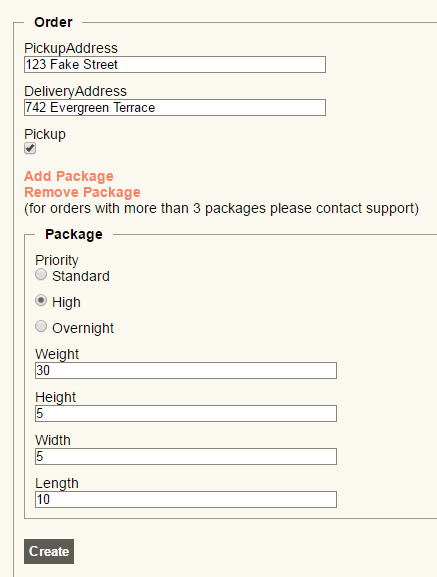 Order
PickupAddress
123 Fake Street
DeliveryAddress
742 Evergreen Terrace
Pickup
Add Package
Remove Package
(for orders with more than 3 packages please contact support)
Package
Priority
Standard
High
Overnight
Weight
30
Height
5
Width
5
Length
10
Create